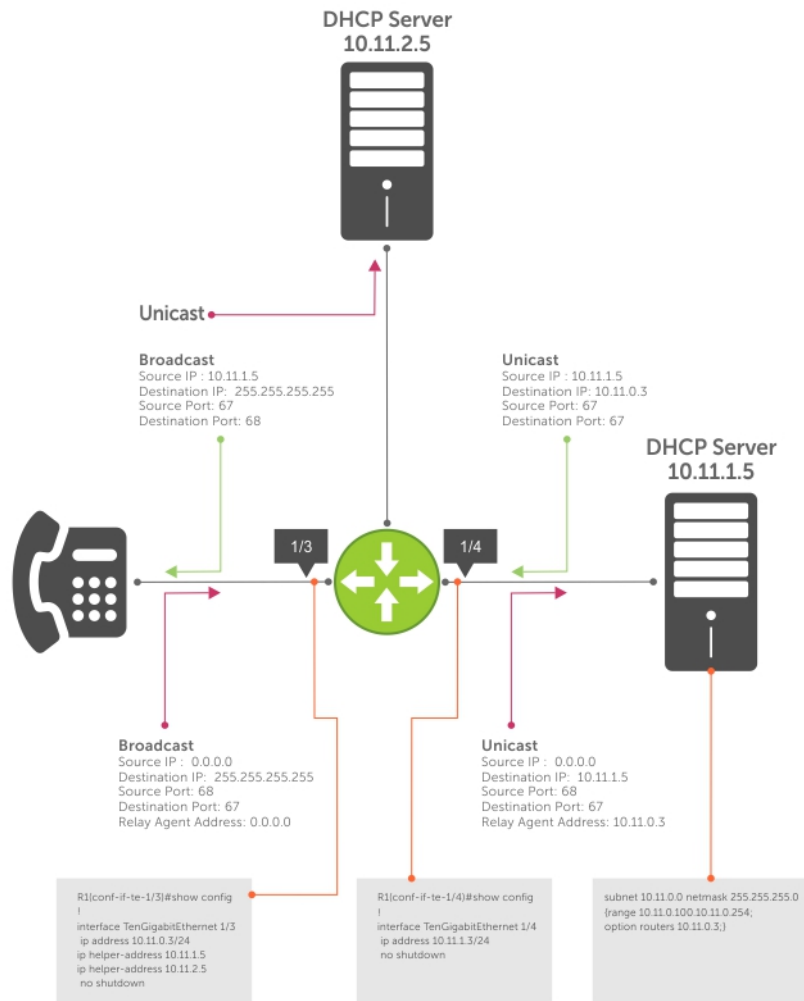 DHCP Server
10.11.2.5
Unicast
Broadcast
Source IP : 10.11.1.5
Destination IP: 255.255.255.255
Source Port: 67
Destination Port: 68
Unicast
Source IP : 10.11.1.5
Destination IP: 10.11.0.3
Source Port: 67
Destination Port: 67
DHCP Server
10.11.1.5
1/3
1/4
Broadcast
Source IP : 0.0.0.0
Destination IP: 255.255.255.255
Source Port: 68
Destination Port: 67
Relay Agent Address: 0.0.0.0
Unicast
Source IP : 0.0.0.0
Destination IP: 10.11.1.5
Source Port: 68
Destination Port: 67
Relay Agent Address: 10.11.0.3
R1(conf-if-te-1/3)#show config
!
interface TenGigabitEthernet 1/3
ip address 10.11.0.3/24
ip helper-address 10.11.1.5
ip helper-address 10.11.2.5
no shutdown
R1(conf-if-te-1/4)#show config
!
interface TenGigabitEthernet 1/4
ip address 10.11.1.3/24
no shutdown
subnet 10.11.0.0 netmask 255.255.255.0
{range 10.11.0.100.10.11.0.254;
option routers 10.11.0.3;}